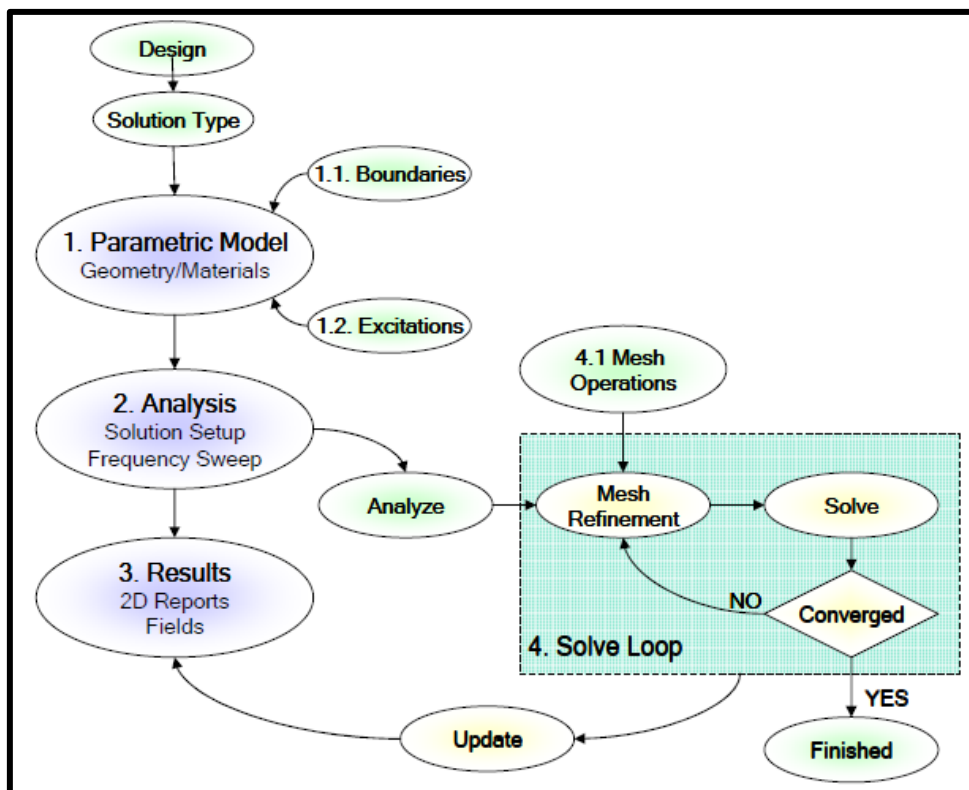 Design
Solution Type
1.1. Boundaries
1. Parametric Model
Geometry/Materials
1.2. Excitations
4.1 Mesh
Operations
2. Analysis
Solution Setup
Frequency Sweep
Analyze
Mesh
Refinement
Solve
3. Results
2D Reports
Fields
NO
Converged
4. Solve Loop
YES
Update
Finished